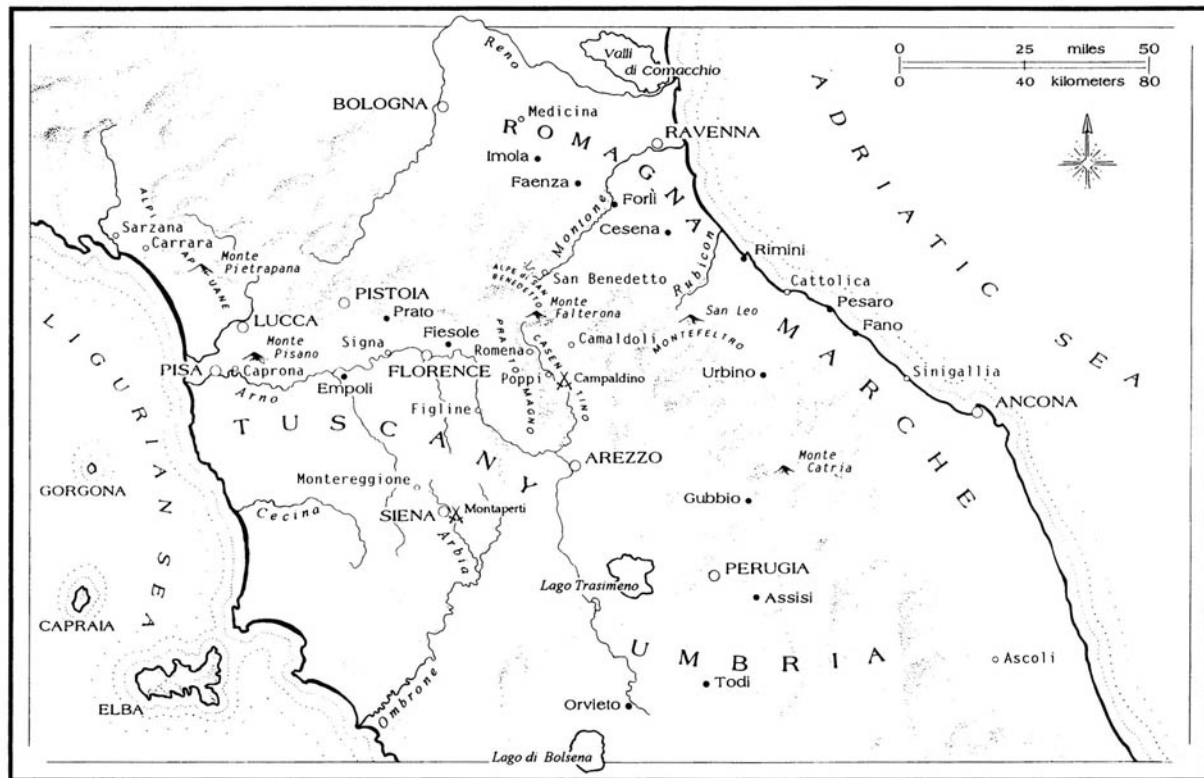 0 25 miles 50
40 kilometers 80
Reno
Valli
di Comacchio
ADRIATIC SEA
BOLOGNA
Medicina
ROMAGNA
RAVENNA
Imola
Faenza
Forlì
Montone
Cesena
ALPI APUANE
Sarzana
Carrara
Monte
Pietrapana
Rimini
Rubicon
San Benedetto
ALPE DI SAN
BENEDETTO
Cattolica
PISTOIA
Prato
Monte
Falterona
San Leo
MONTEFELTRO
Pesaro
Fano
MARCHE
LIGURIAN SEA
LUCCA
Fiesole
Signa
Romena
PRATOMAGNO
CASENTINO
Camaldoli
Monte
Pisano
PISA
Caprona
Arno
Empoli
FLORENCE
Poppi
Campaldino
Urbino
Sinigallia
ANCONA
Figline
TUSCANY
GORGONA
Montereggione
AREZZO
Monte
Catria
Gubbio
Cecina
SIENA
Montaperti
Arbia
Lago Trasimeno
PERUGIA
Assisi
CAPRAIA
UMBRIA
Ascoli
ELBA
Ombrone
Todi
Orvieto
Lago di Bolsena